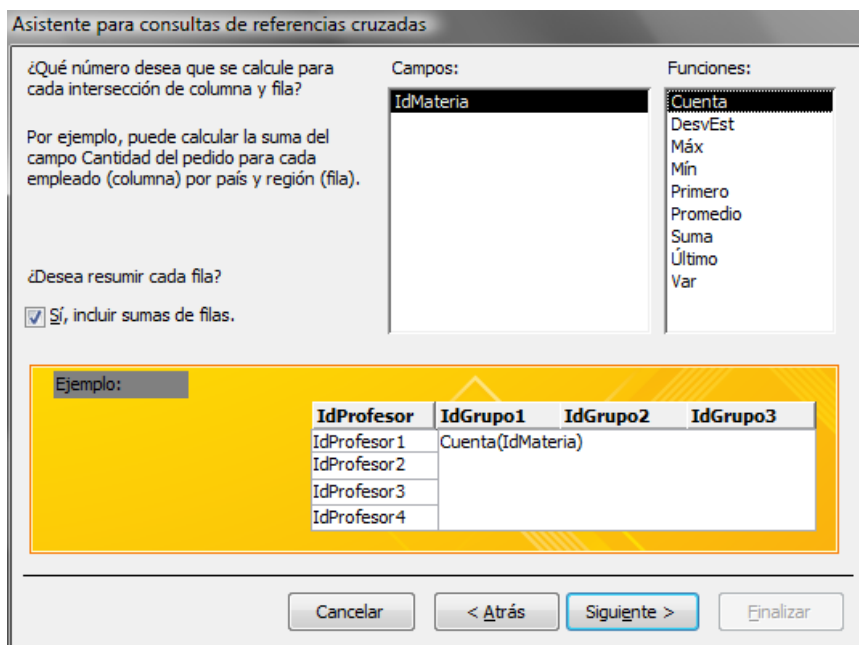 Asistente para consultas de referencias cruzadas
¿Qué número desea que se calcule para
cada intersección de columna y fila?
Por ejemplo, puede calcular la suma del
campo Cantidad del pedido para cada
empleado (columna) por país y región (fila).
¿Desea resumir cada fila?
Sí, incluir sumas de filas.
Campos:
IdMateria
Funciones:
Cuenta
DesvEst
Máx
Mín
Primero
Promedio
Suma
Último
Var
Ejemplo:
IdProfesor IdGrupo1 IdGrupo2 IdGrupo3
IdProfesor1 Cuenta(IdMateria)
IdProfesor2
IdProfesor3
IdProfesor4
Cancelar < Atrás Siguiente > Finalizar